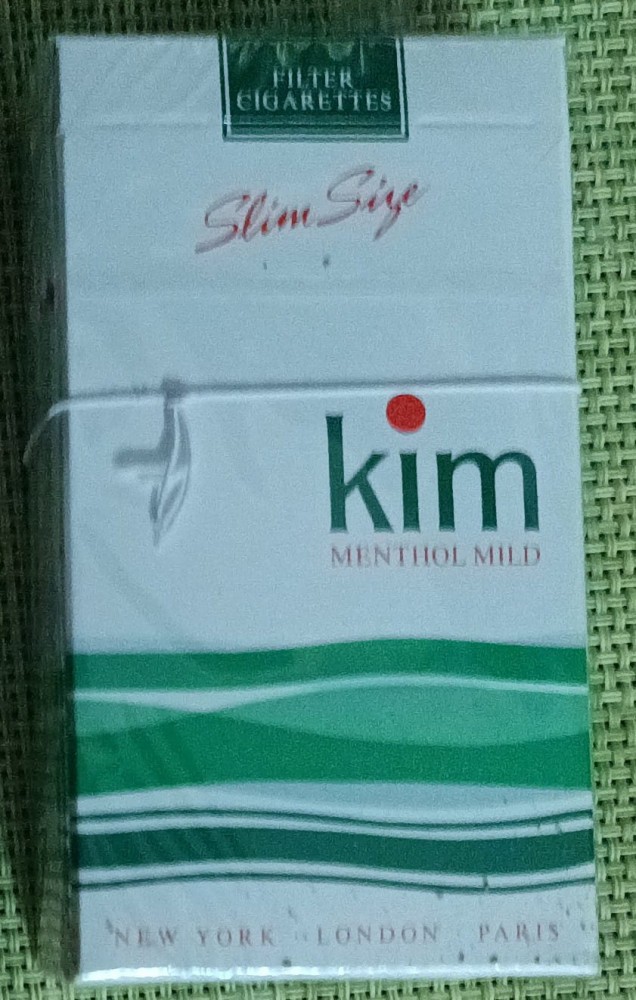 FILTER
CIGARETTES
Slim Size
kim
MENTHOL MILD
NEW YORK LONDON PARIS